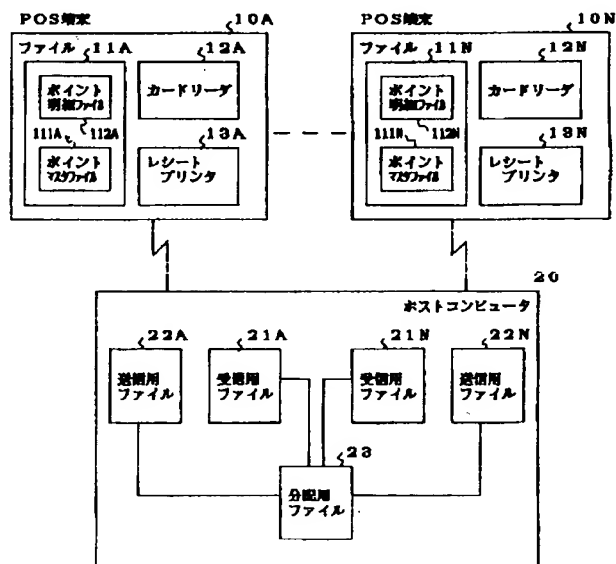 POS端末
10A
ファイル
11A
12A
ポイント
明細ファイル
カードリーダ
111A
112A
13A
ポイント
マスタファイル
レシート
プリンタ
POS端末
10N
ファイル
11N
12N
ポイント
明細ファイル
カードリーダ
111N
112N
13N
ポイント
マスタファイル
レシート
プリンタ
20
ホストコンピュータ
22A
21A
21N
22N
送信用
ファイル
受信用
ファイル
受信用
ファイル
送信用
ファイル
23
分配用
ファイル